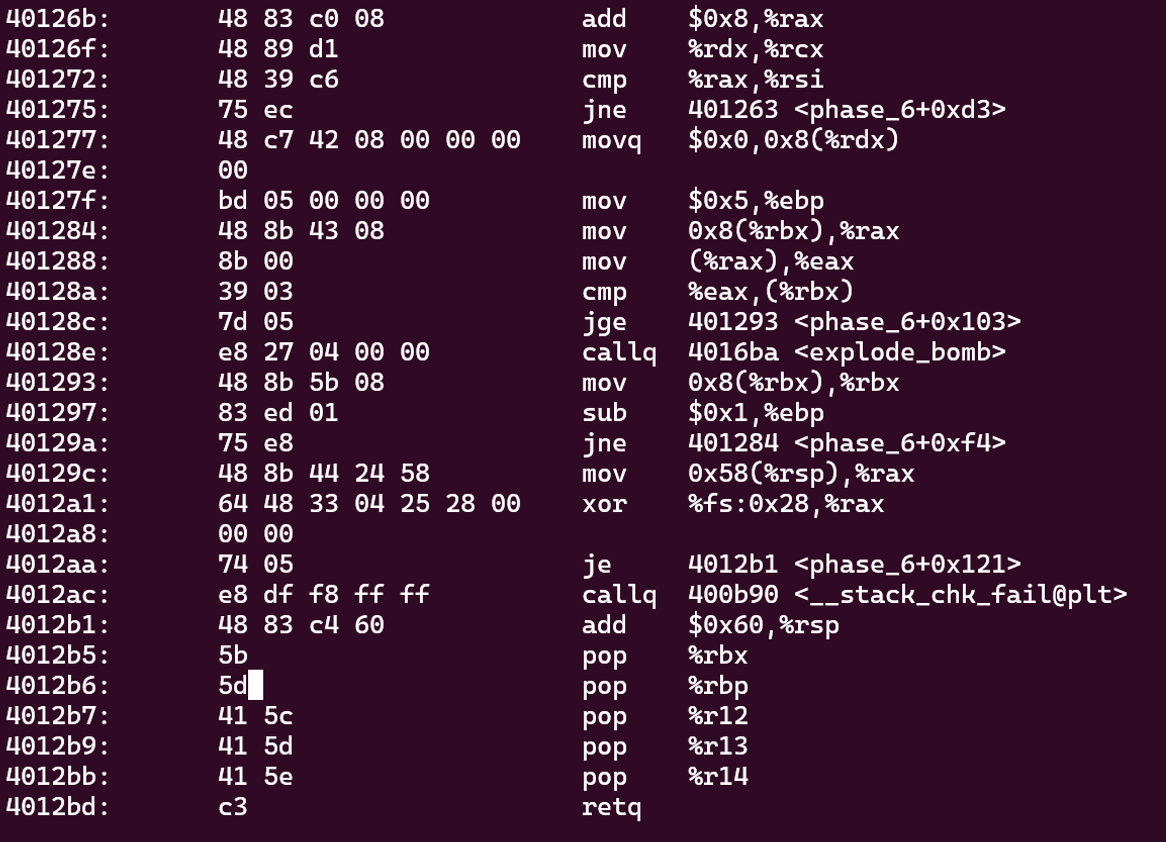 40126b: 48 83 c0 08 add $0x8,%rax
40126f: 48 89 d1 mov %rdx,%rcx
401272: 48 39 c6 cmp %rax,%rsi
401275: 75 ec jne 401263 <phase_6+0xd3>
401277: 48 c7 42 08 00 00 00 movq $0x0,0x8(%rdx)
40127e: 00
40127f: bd 05 00 00 00 mov $0x5,%ebp
401284: 48 8b 43 08 mov 0x8(%rbx),%rax
401288: 8b 00 mov (%rax),%eax
40128a: 39 03 cmp %eax,(%rbx)
40128c: 7d 05 jge 401293 <phase_6+0x103>
40128e: e8 27 04 00 00 callq 4016ba <explode_bomb>
401293: 48 8b 5b 08 mov 0x8(%rbx),%rbx
401297: 83 ed 01 sub $0x1,%ebp
40129a: 75 e8 jne 401284 <phase_6+0xf4>
40129c: 48 8b 44 24 58 mov 0x58(%rsp),%rax
4012a1: 64 48 33 04 25 28 00 xor %fs:0x28,%rax
4012a8: 00 00
4012aa: 74 05 je 4012b1 <phase_6+0x121>
4012ac: e8 df f8 ff ff callq 400b90 <__stack_chk_fail@plt>
4012b1: 48 83 c4 60 add $0x60,%rsp
4012b5: 5b pop %rbx
4012b6: 5d pop %rbp
4012b7: 41 5c pop %r12
4012b9: 41 5d pop %r13
4012bb: 41 5e pop %r14
4012bd: c3 retq